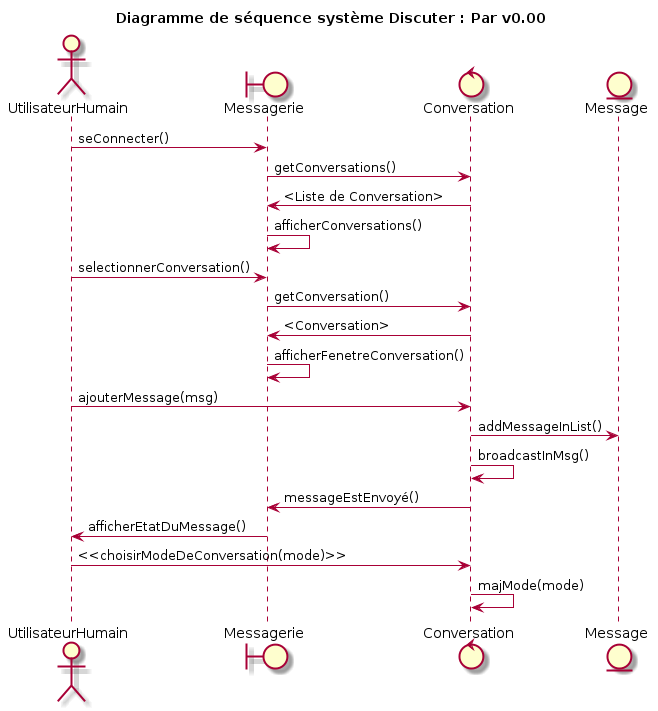 Diagramme de séquence système Discuter : Par v0.00
UtilisateurHumain Messagerie Conversation Message
seConnecter()
getConversations()
<Liste de Conversation>
afficherConversations()
selectionnerConversation()
getConversation()
<Conversation>
afficherFenetreConversation()
ajouterMessage(msg)
addMessageInList()
broadcastInMsg()
messageEstEnvoyé()
afficherEtatDuMessage()
<<choisirModeDeConversation(mode)>>
majMode(mode)
UtilisateurHumain Messagerie Conversation Message